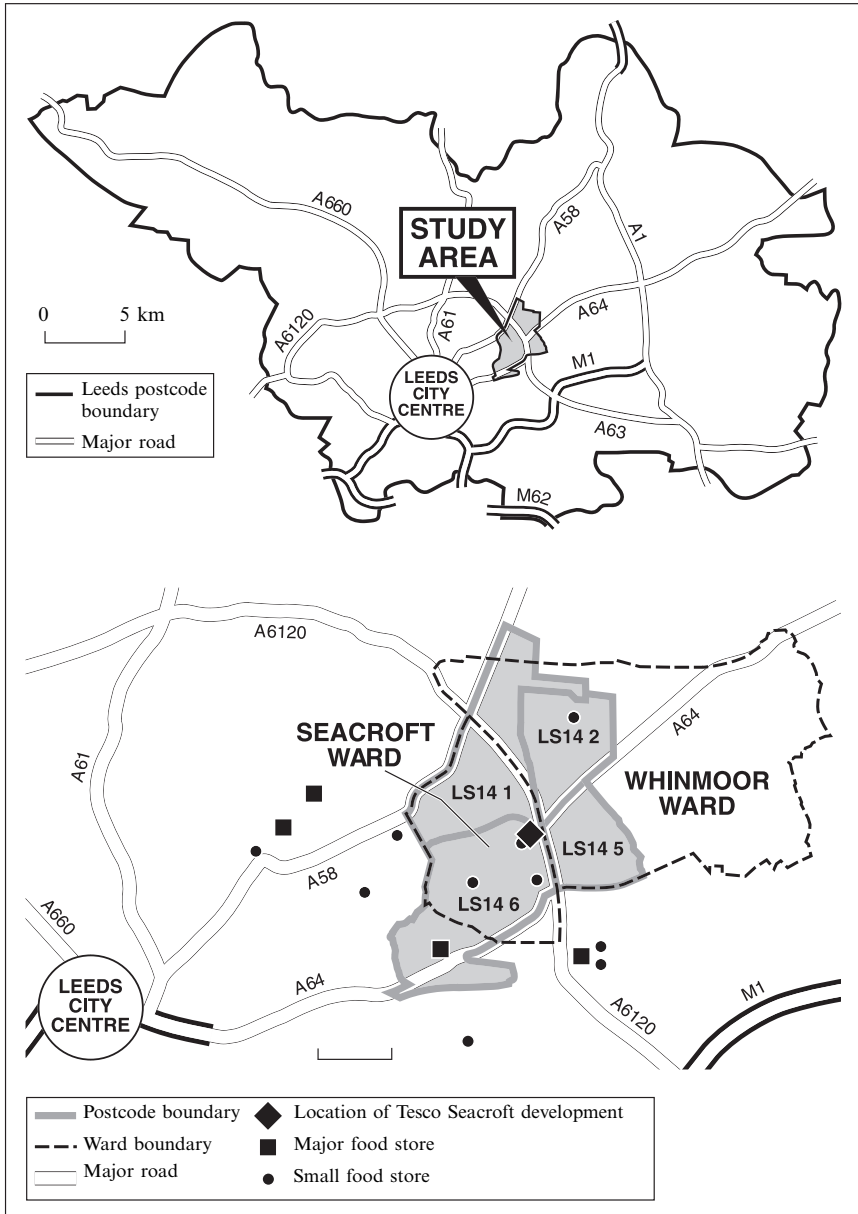 A660
STUDY
AREA
A58
A1
0 5 km
A6120
A61
A64
M1
LEEDS
CITY
CENTRE
Leeds postcode
boundary
Major road
A63
M62
A6120
SEACROFT
WARD
LS14 2
A64
A61
LS14 1
WHINMOOR
WARD
LS14 5
A58
LS14 6
A660
LEEDS
CITY
CENTRE
A64
M1
A6120
Postcode boundary
Location of Tesco Seacroft development
Ward boundary
Major food store
Major road
Small food store